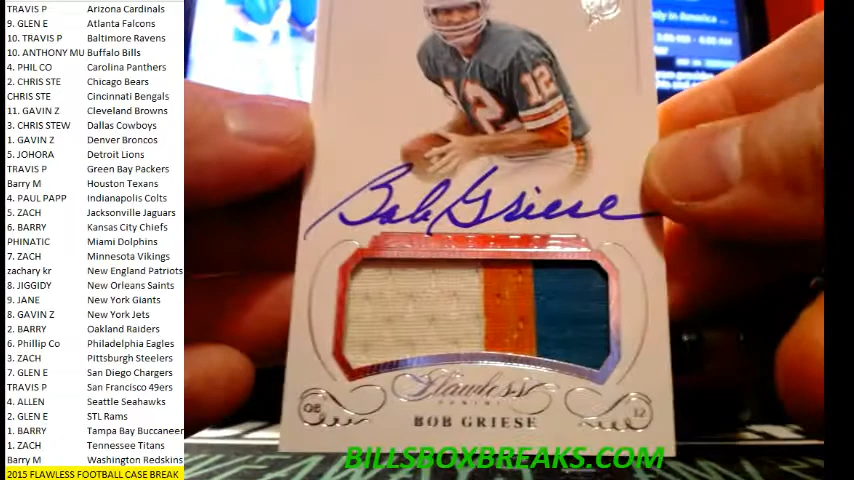 TRAVIS P Arizona Cardinals
9. GLEN E Atlanta Falcons
10. TRAVIS P Baltimore Ravens
10. ANTHONY MU Buffalo Bills
4. PHIL CO Carolina Panthers
2. CHRIS STE Chicago Bears
CHRIS STE Cincinnati Bengals
11. GAVIN Z Cleveland Browns
3. CHRIS STEW Dallas Cowboys
1. GAVIN Z Denver Broncos
5. JOHORA Detroit Lions
TRAVIS P Green Bay Packers
Barry M Houston Texans
4. PAUL PAPP Indianapolis Colts
5. ZACH Jacksonville Jaguars
6. BARRY Kansas City Chiefs
PHINATIC Miami Dolphins
7. ZACH Minnesota Vikings
zachary kr New England Patriots
8. JIGGIDY New Orleans Saints
9. JANE New York Giants
8. GAVIN Z New York Jets
2. BARRY Oakland Raiders
6. Phillip Co Philadelphia Eagles
3. ZACH Pittsburgh Steelers
7. GLEN E San Diego Chargers
TRAVIS P San Francisco 49ers
4. ALLEN Seattle Seahawks
2. GLEN E STL Rams
1. BARRY Tampa Bay Buccaneer
1. ZACH Tennessee Titans
Barry M Washington Redskins
2015 FLAWLESS FOOTBALL CASE BREAK
in America
12
12
Bob Griese
Flawless
PANINI
QB
12
BOB GRIESE
BILLSBOXBREAKS.COM